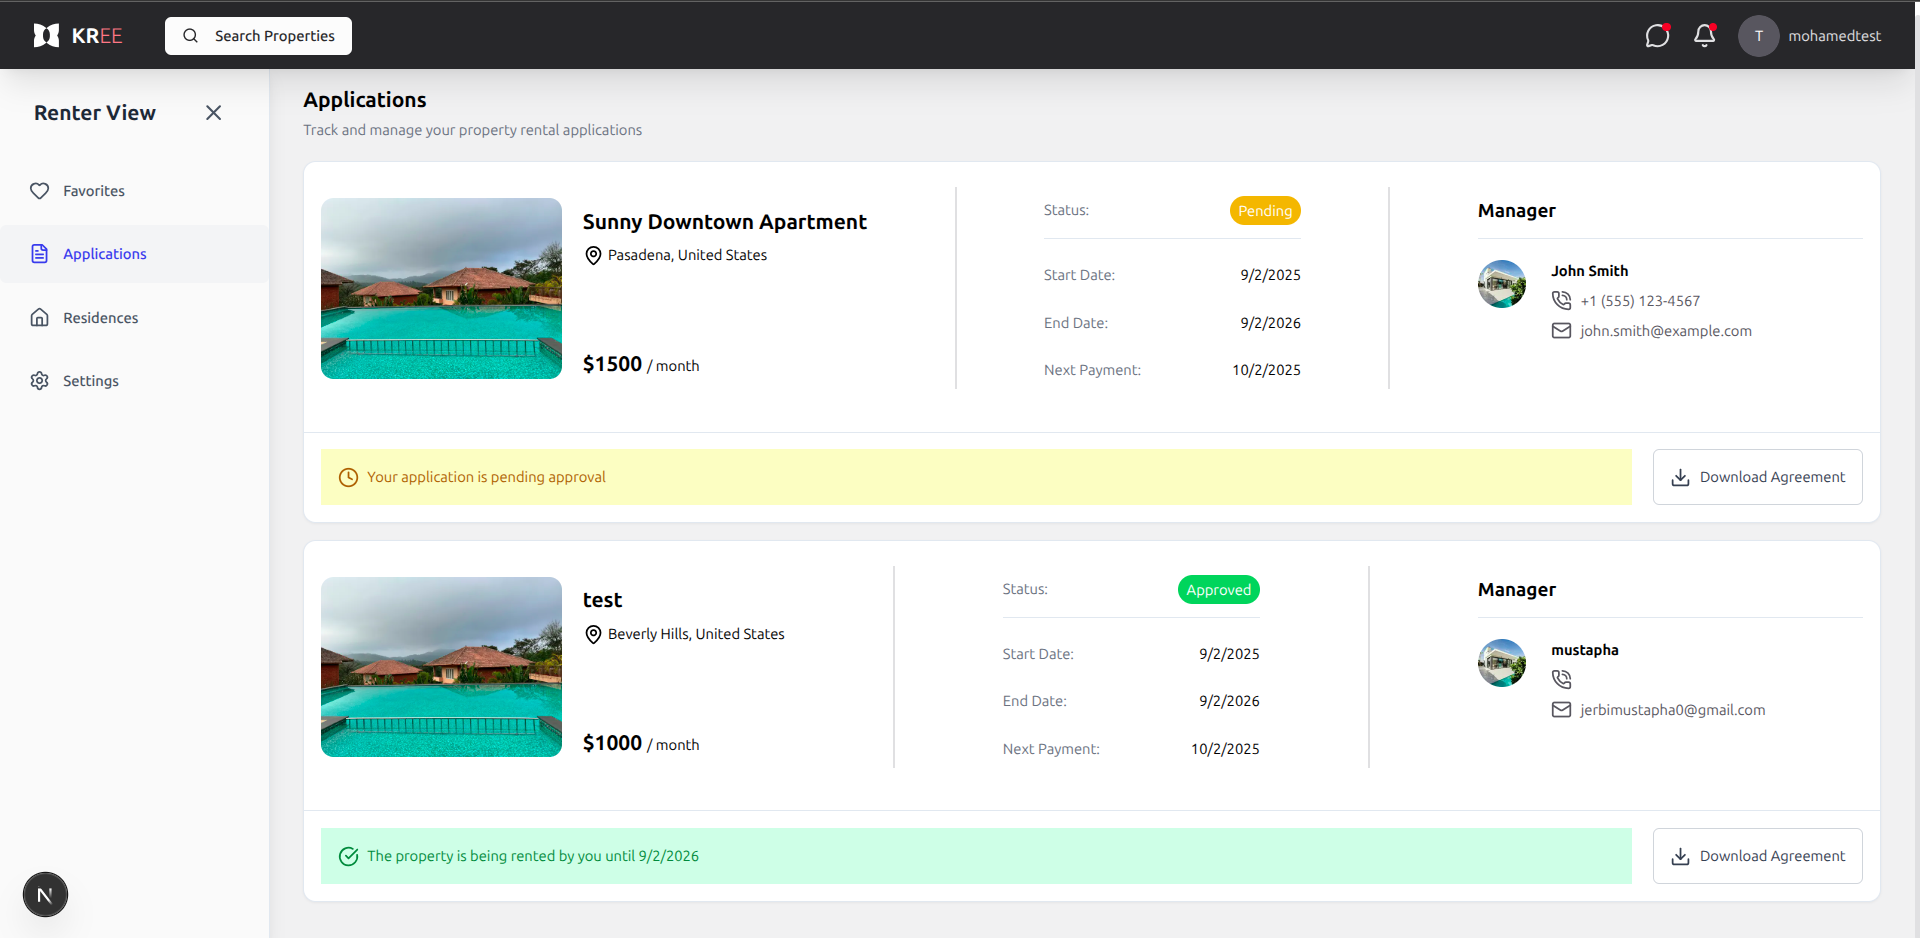 KREE
Search Properties
T
mohamedtest
Renter View
Favorites
Applications
Residences
Settings
Applications
Track and manage your property rental applications
Sunny Downtown Apartment
Pasadena, United States
$1500 / month
Status: Pending
Start Date: 9/2/2025
End Date: 9/2/2026
Next Payment: 10/2/2025
Manager
John Smith
+1 (555) 123-4567
john.smith@example.com
Your application is pending approval
Download Agreement
test
Beverly Hills, United States
$1000 / month
Status: Approved
Start Date: 9/2/2025
End Date: 9/2/2026
Next Payment: 10/2/2025
Manager
mustapha
jerbimustapha0@gmail.com
The property is being rented by you until 9/2/2026
Download Agreement
N